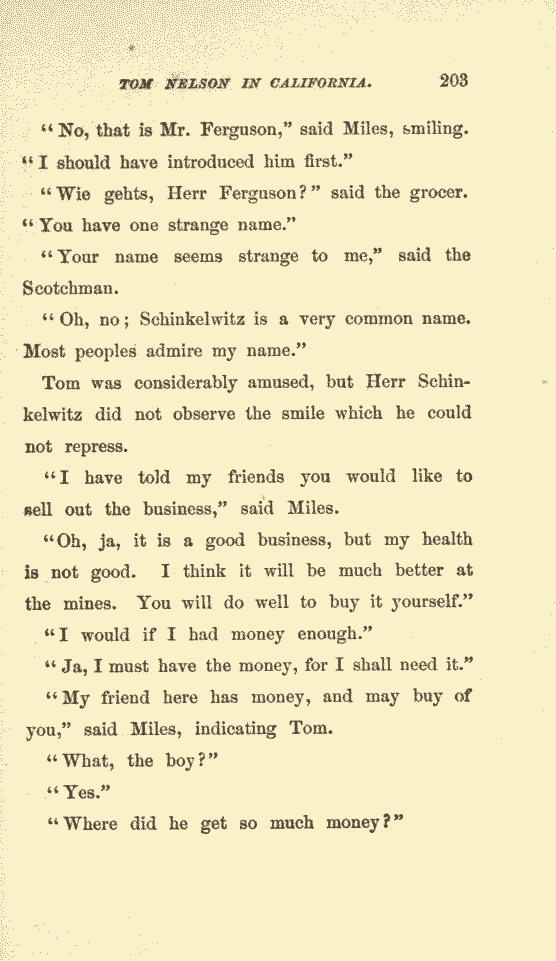 TOM NELSON IN CALIFORNIA. 203
“No, that is Mr. Ferguson,” said Miles, smiling.
“I should have introduced him first.”
“Wie gehts, Herr Ferguson?” said the grocer.
“You have one strange name.”
“Your name seems strange to me,” said the
Scotchman.
“Oh, no; Schinkelwitz is a very common name.
Most peoples admire my name.”
Tom was considerably amused, but Herr Schin-
kelwitz did not observe the smile which he could
not repress.
“I have told my friends you would like to
sell out the business,” said Miles.
“Oh, ja, it is a good business, but my health
is not good. I think it will be much better at
the mines. You will do well to buy it yourself.”
“I would if I had money enough.”
“Ja, I must have the money, for I shall need it.”
“My friend here has money, and may buy of
you,” said Miles, indicating Tom.
“What, the boy?”
“Yes.”
“Where did he get so much money?”